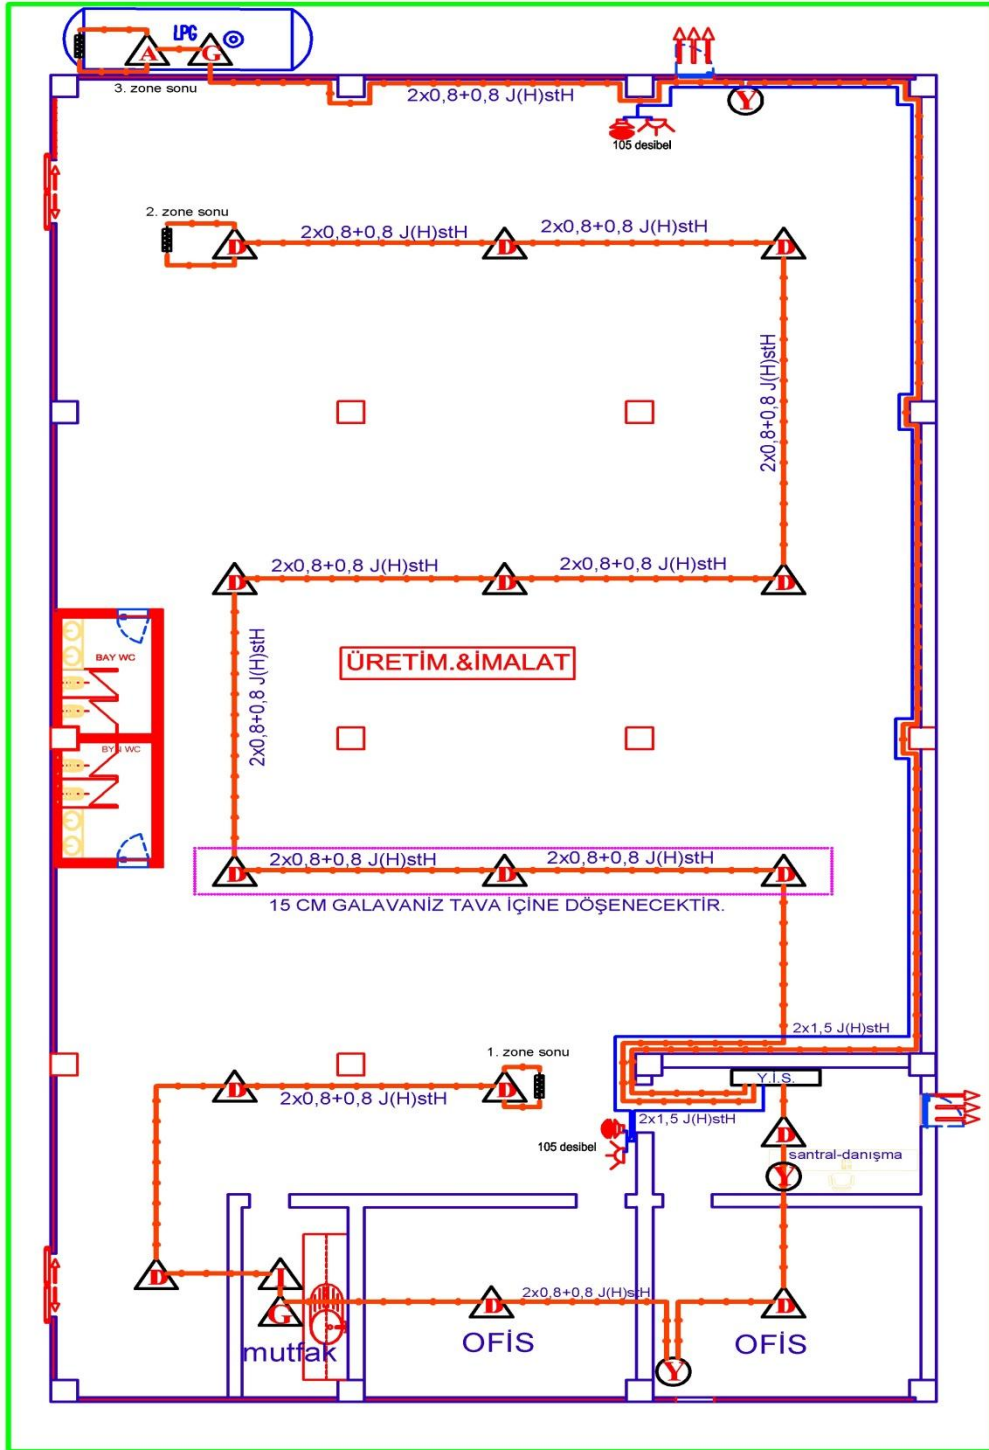 LPG
A
G
3. zone sonu
2x0,8+0,8 J(H)stH
Y
105 desibel
2. zone sonu
D
2x0,8+0,8 J(H)stH
D
2x0,8+0,8 J(H)stH
D
2x0,8+0,8 J(H)stH
D
2x0,8+0,8 J(H)stH
D
2x0,8+0,8 J(H)stH
D
2x0,8+0,8 J(H)stH
ÜRETİM.&İMALAT
BAY WC
BYN WC
D
2x0,8+0,8 J(H)stH
D
2x0,8+0,8 J(H)stH
D
15 CM GALAVANİZ TAVA İÇİNE DÖŞENECEKTİR.
2x1,5 J(H)stH
1. zone sonu
D
2x0,8+0,8 J(H)stH
D
Y.İ.S.
2x1,5 J(H)stH
105 desibel
D
santral-danışma
Y
D
I
G
mutfak
D
2x0,8+0,8 J(H)stH
D
OFİS
OFİS
Y